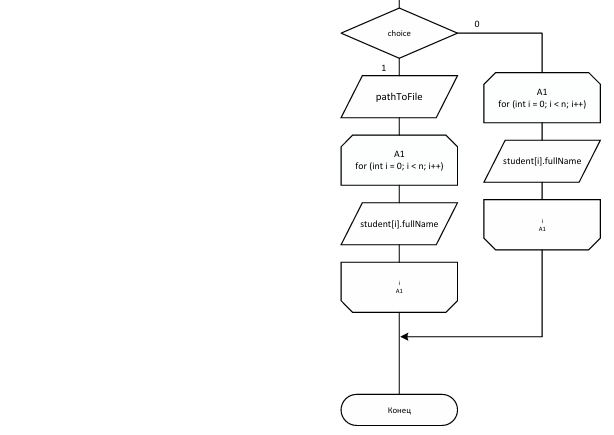 choice
0
1
pathToFile
A1
for (int i = 0; i < n; i++)
student[i].fullName
i
A1
A1
for (int i = 0; i < n; i++)
student[i].fullName
i
A1
Конец